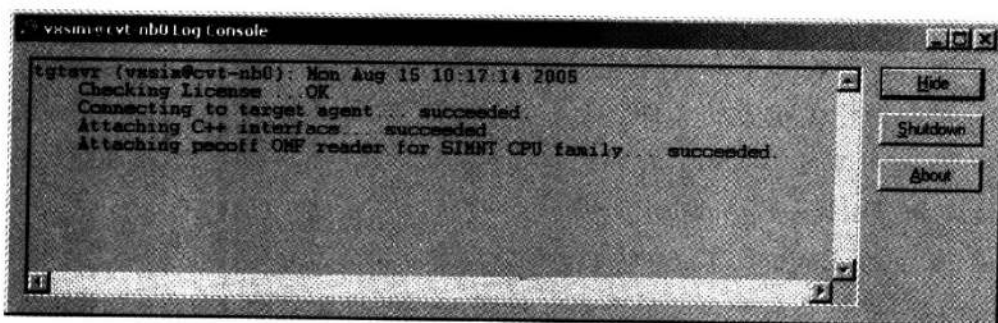 vxsim@cvt-nb0 Log Console
tgtsvr (vxsim@cvt-nb0): Mon Aug 15 10:17:14 2005
Checking License ...OK
Connecting to target agent... succeeded.
Attaching C++ interface... succeeded.
Attaching pecoff OMF reader for SIMNT CPU family... succeeded.
Hide
Shutdown
About